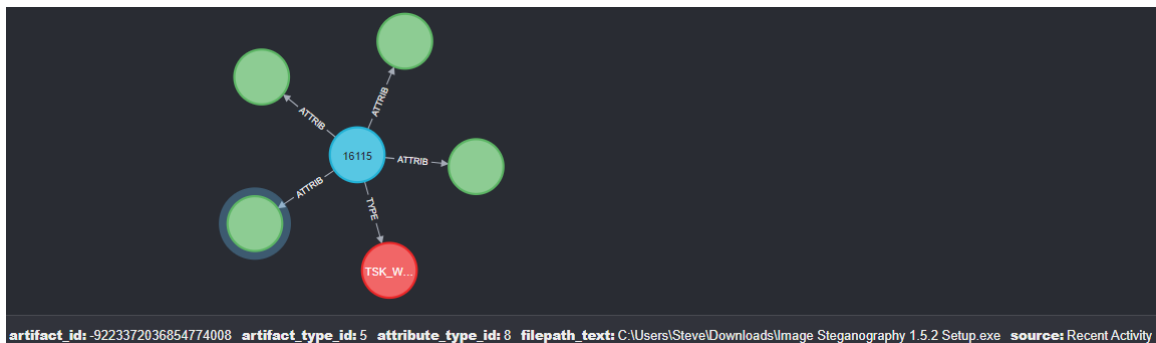 ATTRIB
ATTRIB
16115
ATTRIB
ATTRIB
TYPE
TSK_W...
artifact_id: -9223372036854774008 artifact_type_id: 5 attribute_type_id: 8 filepath_text: C:\Users\Steve\Downloads\Image Steganography 1.5.2 Setup.exe source: Recent Activity